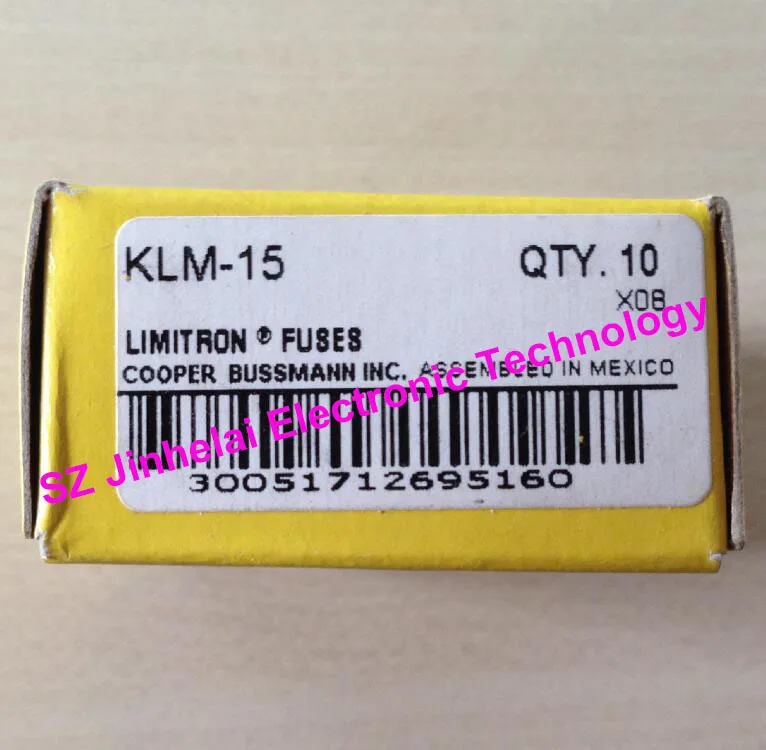 KLM-15 QTY. 10
X08
LIMITRON ® FUSES
COOPER BUSSMANN INC. ASSEMBLED IN MEXICO
30051712695160
SZ Jinhelai Electronic Technology